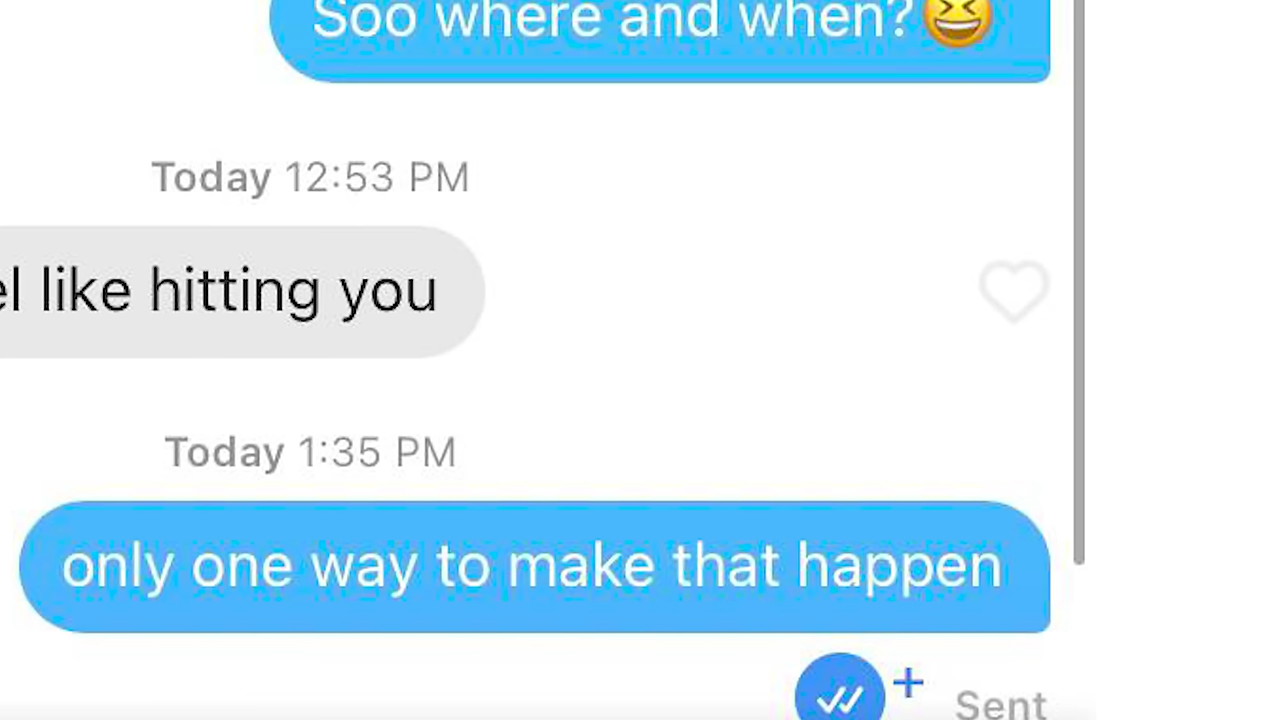 Soo where and when?😆
Today 12:53 PM
like hitting you
Today 1:35 PM
only one way to make that happen
Sent